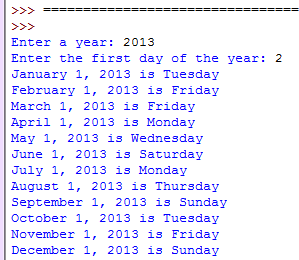 >>> ================================
>>>
Enter a year: 2013
Enter the first day of the year: 2
January 1, 2013 is Tuesday
February 1, 2013 is Friday
March 1, 2013 is Friday
April 1, 2013 is Monday
May 1, 2013 is Wednesday
June 1, 2013 is Saturday
July 1, 2013 is Monday
August 1, 2013 is Thursday
September 1, 2013 is Sunday
October 1, 2013 is Tuesday
November 1, 2013 is Friday
December 1, 2013 is Sunday